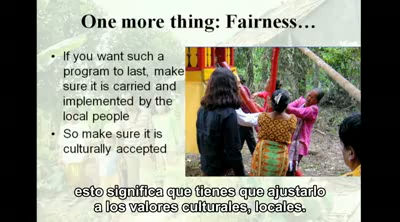 One more thing: Fairness…
• If you want such a
program to last, make
sure it is carried and
implemented by the
local people
• So make sure it is
culturally accepted
esto significa que tienes que ajustarlo
a los valores culturales, locales.